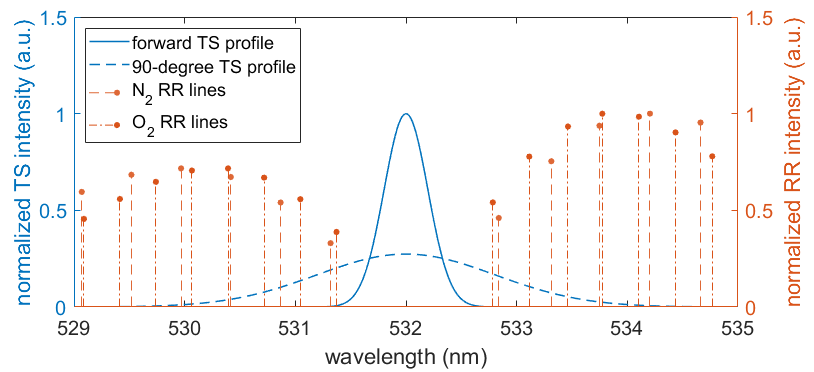 1.5
1
0.5
0
normalized TS intensity (a.u.)
forward TS profile
90-degree TS profile
N2 RR lines
O2 RR lines
1.5
1
0.5
0
normalized RR intensity (a.u.)
529 530 531 532 533 534 535
wavelength (nm)